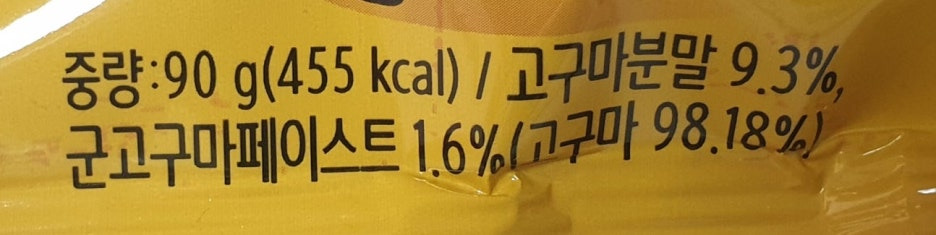 중량:90 g(455 kcal) / 고구마분말 9.3%,
군고구마페이스트 1.6%(고구마 98.18%)